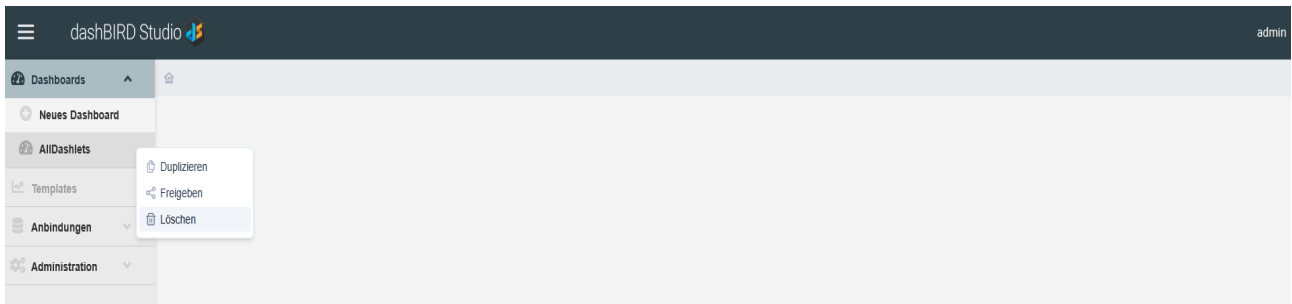 dashBIRD Studio
admin
Dashboards
Neues Dashboard
AllDashlets
Duplizieren
Templates
Freigeben
Löschen
Anbindungen
Administration